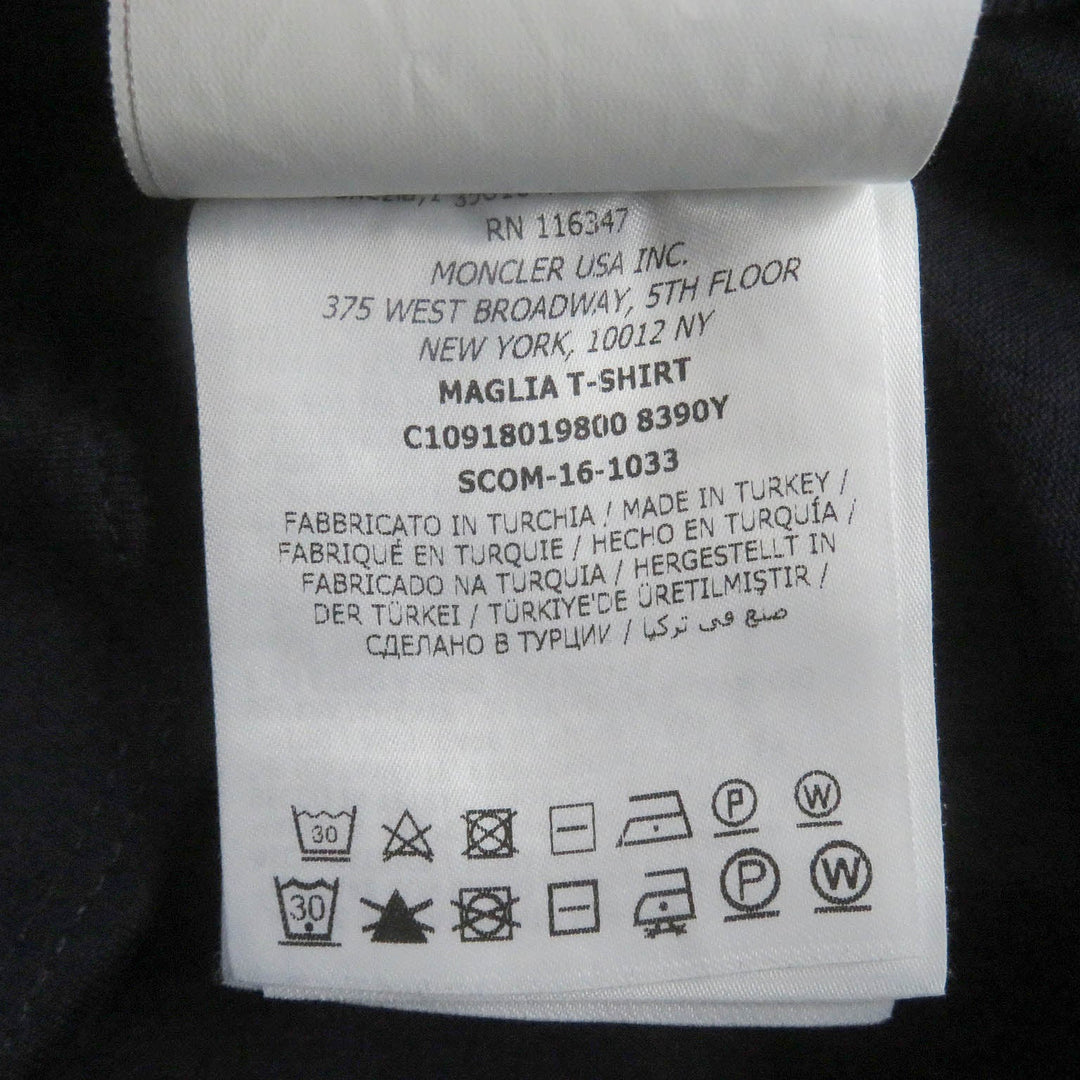 RN 116347
MONCLER USA INC.
375 WEST BROADWAY, 5TH FLOOR
NEW YORK, 10012 NY
MAGLIA T-SHIRT
C10918019800 8390Y
SCOM-16-1033
FABBRICATO IN TURCHIA / MADE IN TURKEY /
FABRIQUÉ EN TURQUIE / HECHO EN TURQUÍA /
FABRICADO NA TURQUIA / HERGESTELLT IN
DER TÜRKEI / TÜRKIYE'DE ÜRETILMIŞTIR /
СДЕЛАНО В ТУРЦИИ / صنع في تركيا
30 P W
30 P W